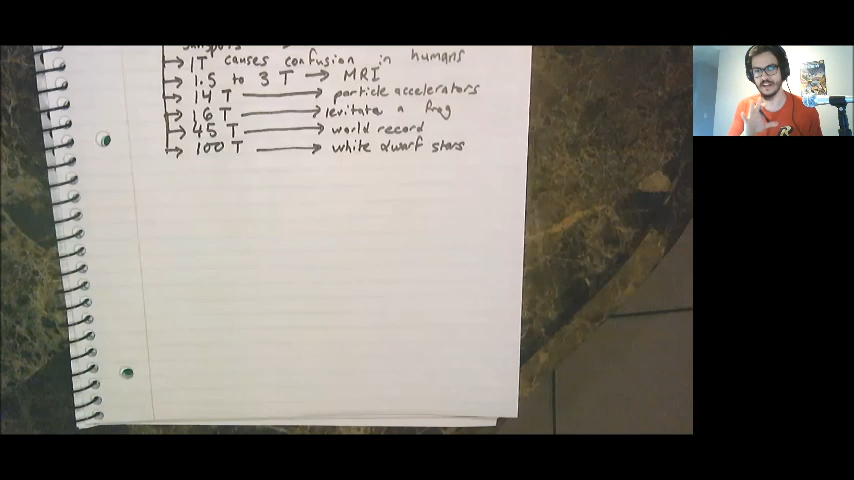 1T causes confusion in humans
1.5 to 3 T → MRI
14 T → particle accelerators
16 T → levitate a frog
45 T → world record
100 T → white dwarf stars